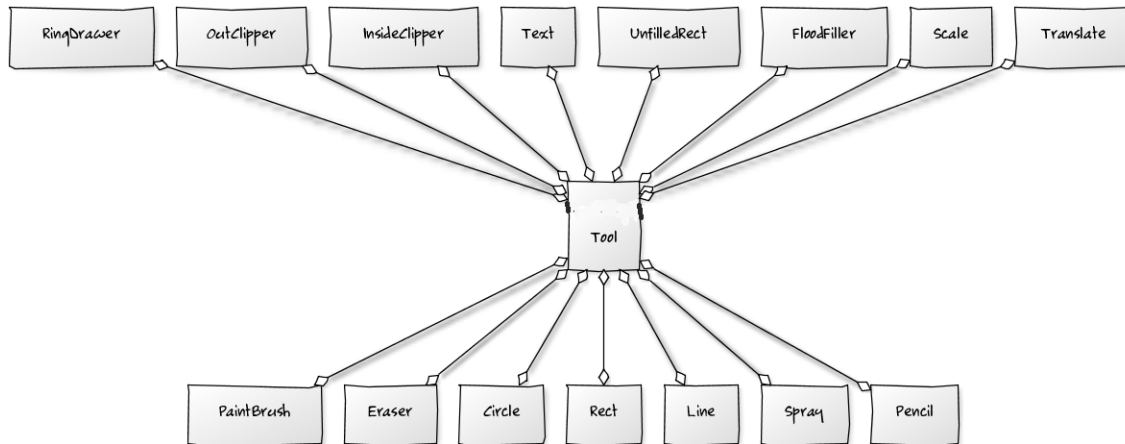 RingDrawer
OutClipper
InsideClipper
Text
UnfilledRect
FloodFiller
Scale
Translate
Tool
PaintBrush
Eraser
Circle
Rect
Line
Spray
Pencil